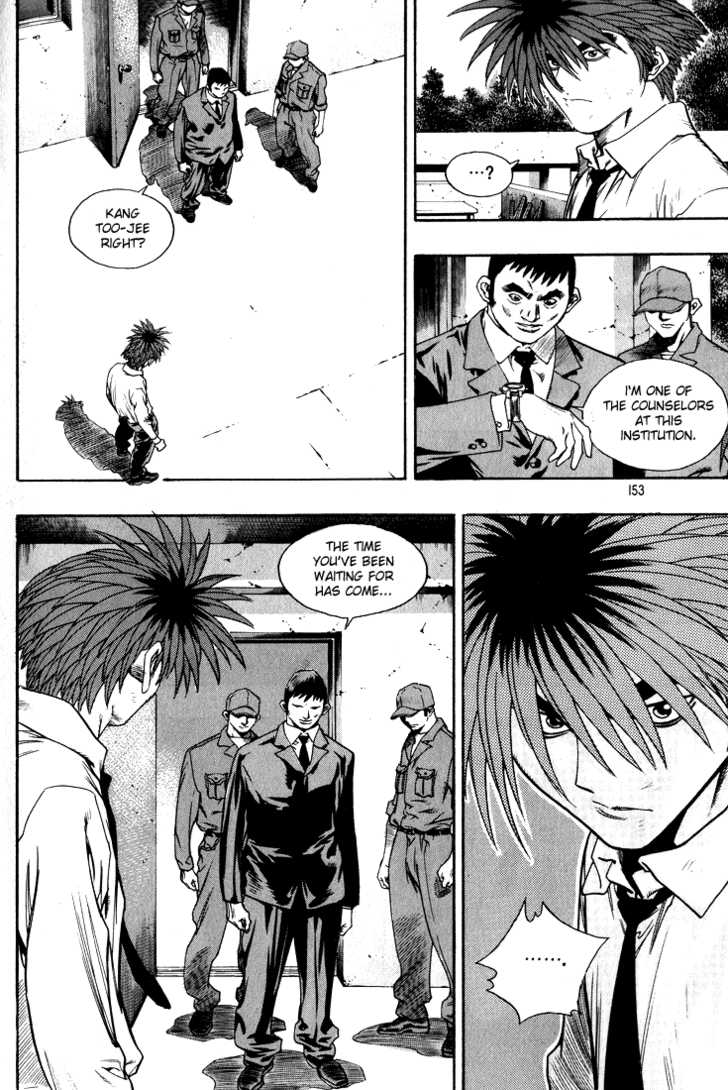 KANG
TOO-JEE
RIGHT?
....?
I'M ONE OF
THE COUNSELORS
AT THIS
INSTITUTION.
153
THE TIME
YOU'VE BEEN
WAITING FOR
HAS COME...
.......